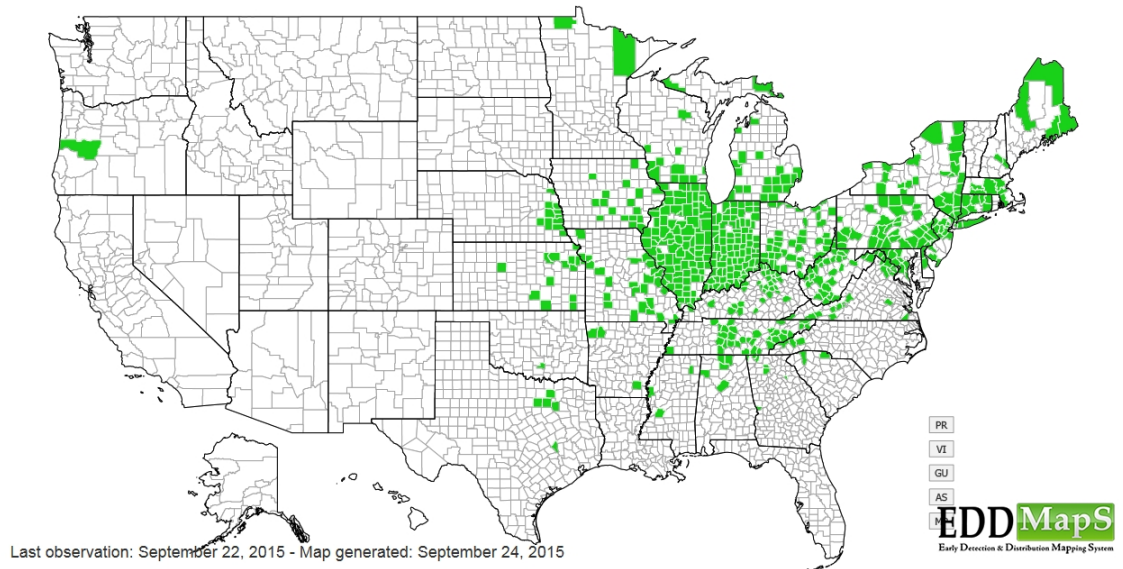 PR
VI
GU
AS
EDDMapS
Early Detection & Distribution Mapping System
Last observation: September 22, 2015 - Map generated: September 24, 2015